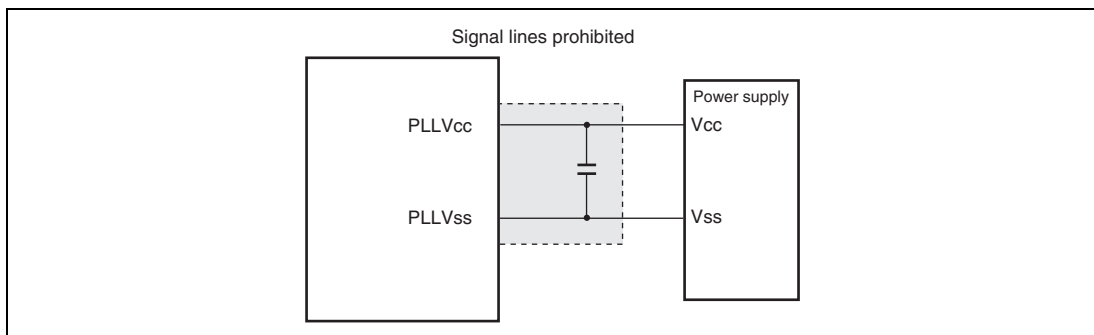 Signal lines prohibited
Power supply
PLLVcc
Vcc
PLLVss
Vss